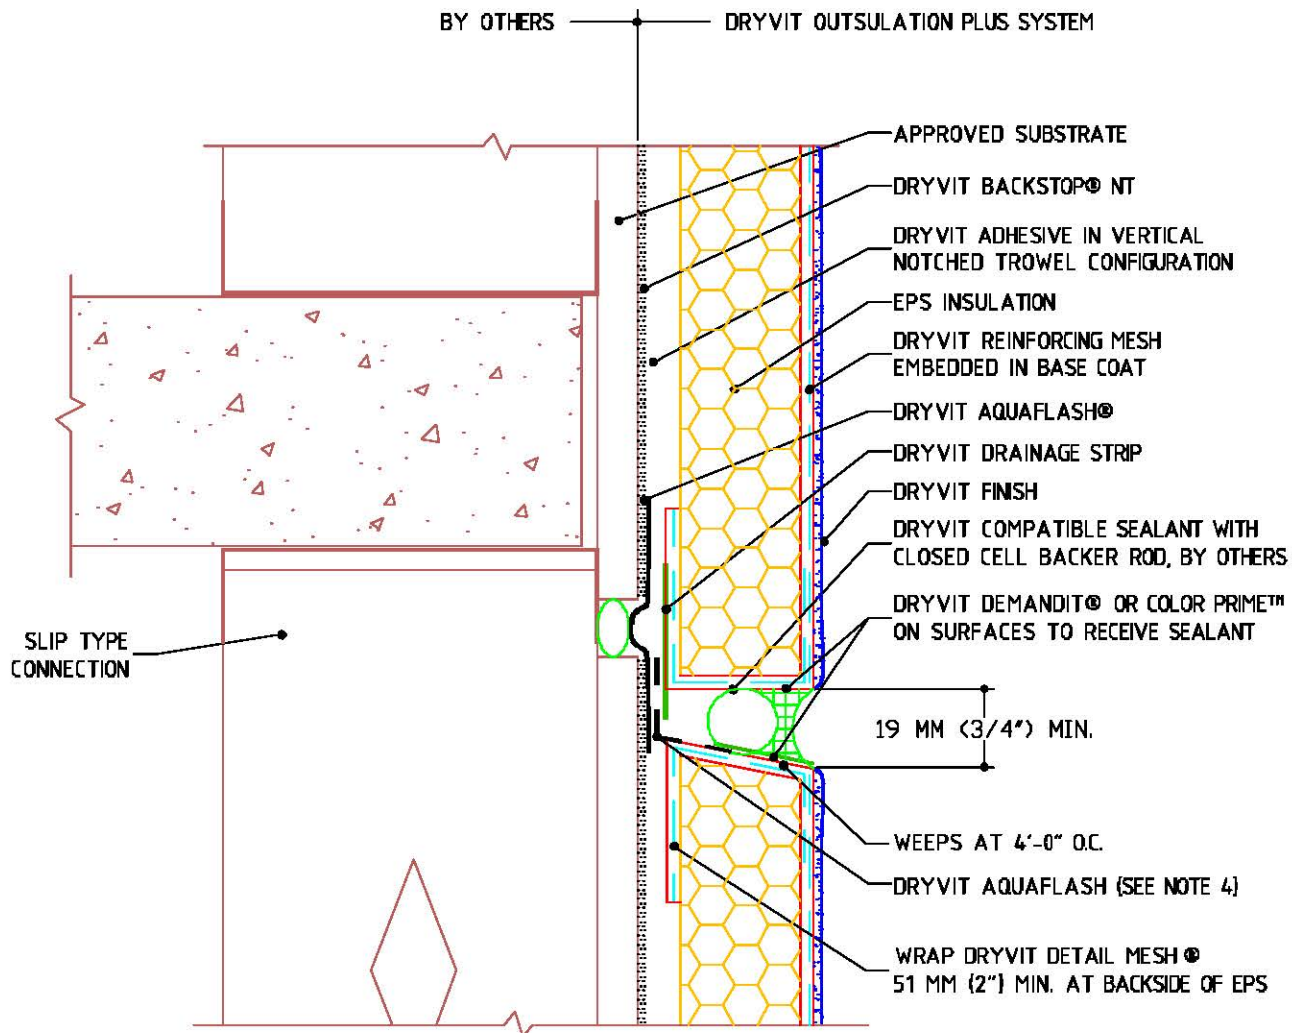 BY OTHERS
DRYVIT OUTSULATION PLUS SYSTEM
APPROVED SUBSTRATE
DRYVIT BACKSTOP® NT
DRYVIT ADHESIVE IN VERTICAL
NOTCHED TROWEL CONFIGURATION
EPS INSULATION
DRYVIT REINFORCING MESH
EMBEDDED IN BASE COAT
DRYVIT AQUAFLASH®
DRYVIT DRAINAGE STRIP
DRYVIT FINISH
DRYVIT COMPATIBLE SEALANT WITH
CLOSED CELL BACKER ROD, BY OTHERS
DRYVIT DEMANDIT® OR COLOR PRIME™
ON SURFACES TO RECEIVE SEALANT
SLIP TYPE
CONNECTION
19 MM (3/4") MIN.
WEEPS AT 4'-0" O.C.
DRYVIT AQUAFLASH (SEE NOTE 4)
WRAP DRYVIT DETAIL MESH ®
51 MM (2") MIN. AT BACKSIDE OF EPS